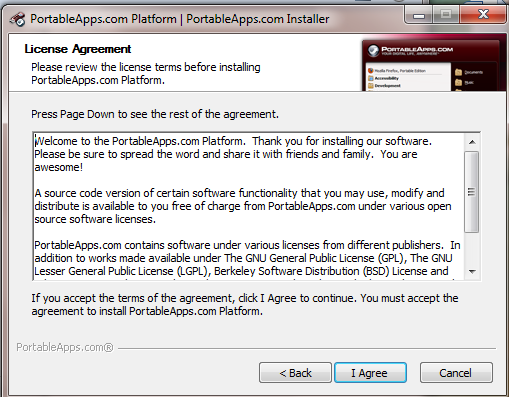 PortableApps.com Platform | PortableApps.com Installer
License Agreement
Please review the license terms before installing
PortableApps.com Platform.
PORTABLEAPPS.COM
Mozilla Firefox, Portable Edition
Accessibility
Development
Documents
Music
Press Page Down to see the rest of the agreement.
Welcome to the PortableApps.com Platform. Thank you for installing our software.
Please be sure to spread the word and share it with friends and family. You are
awesome!
A source code version of certain software functionality that you may use, modify and
distribute is available to you free of charge from PortableApps.com under various open
source software licenses.
PortableApps.com contains software under various licenses from different publishers. In
addition to works made available under The GNU General Public License (GPL), The GNU
Lesser General Public License (LGPL), Berkeley Software Distribution (BSD) License and
If you accept the terms of the agreement, click I Agree to continue. You must accept the
agreement to install PortableApps.com Platform.
PortableApps.com®
< Back
I Agree
Cancel